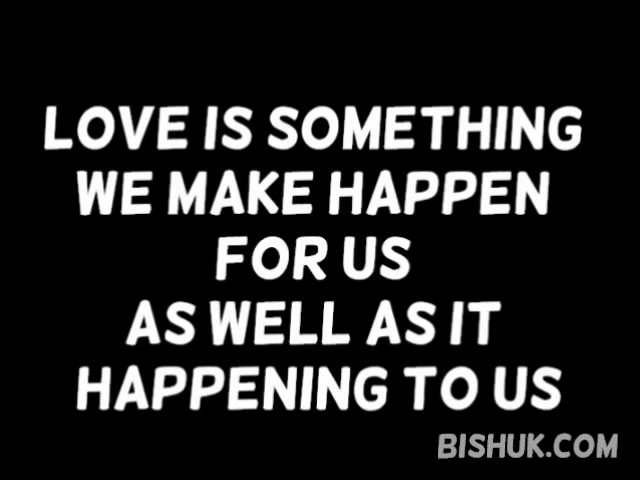 LOVE IS SOMETHING
WE MAKE HAPPEN
FOR US
AS WELL AS IT
HAPPENING TO US
BISHUK.COM